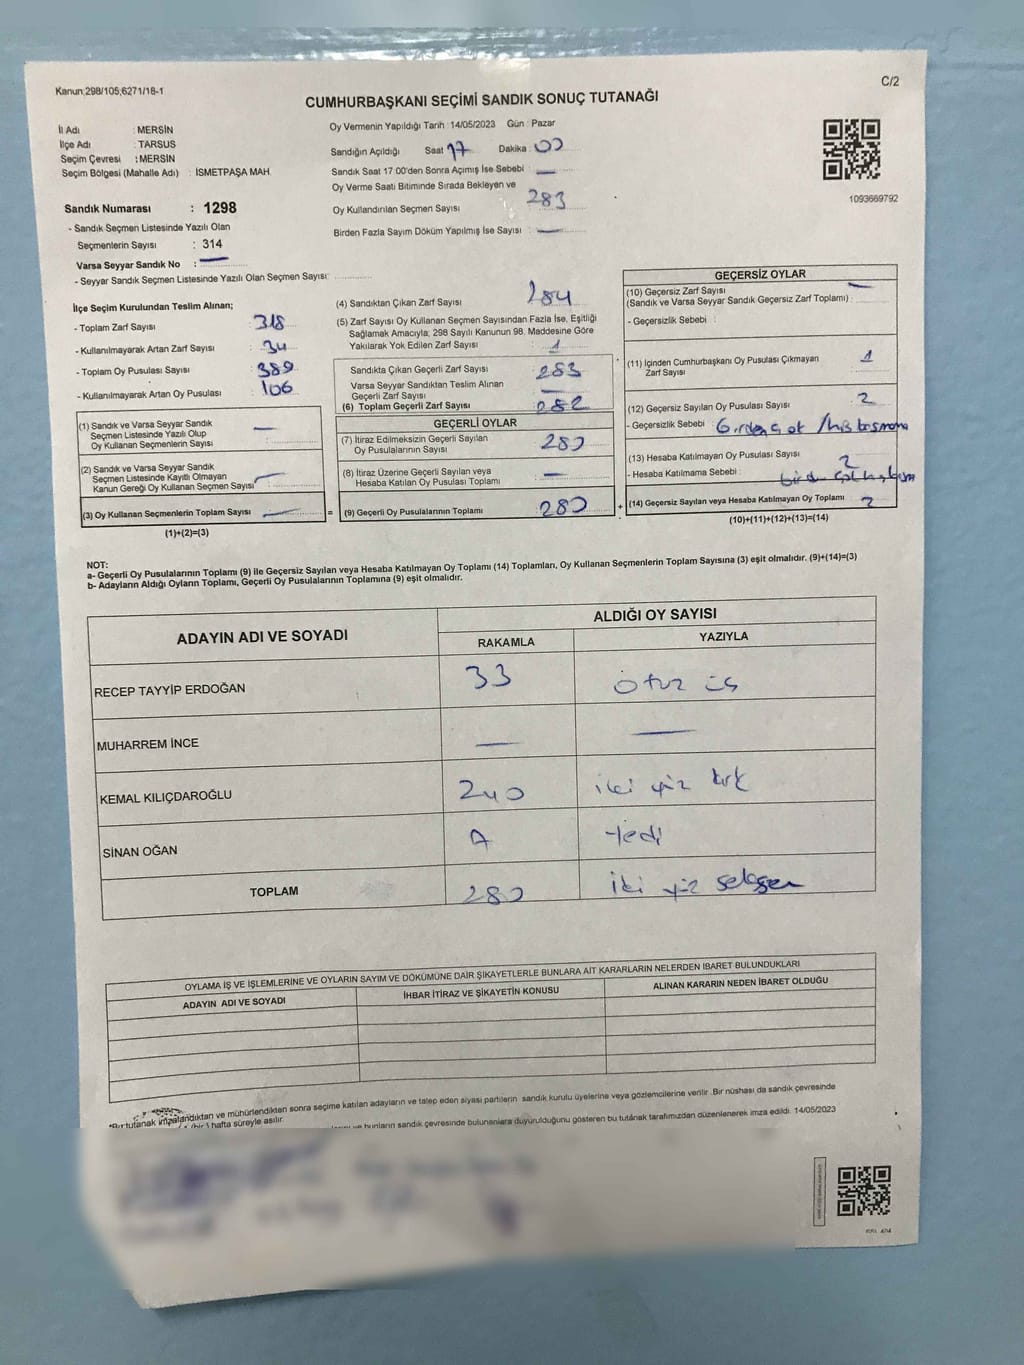 Kanun;298/105;6271/18-1
C/2
CUMHURBAŞKANI SEÇİMİ SANDIK SONUÇ TUTANAĞI
İl Adı : MERSİN
İlçe Adı : TARSUS
Seçim Çevresi : MERSİN
Seçim Bölgesi (Mahalle Adı) : İSMETPAŞA MAH.
Oy Vermenin Yapıldığı Tarih : 14/05/2023 Gün : Pazar
Sandığın Açıldığı Saat 17 Dakika : 00
Sandık Saat 17.00'den Sonra Açımış İse Sebebi : —
Oy Verme Saati Bitiminde Sırada Bekleyen ve
Oy Kullandırılan Seçmen Sayısı 283
Birden Fazla Sayım Döküm Yapılmış İse Sayısı : —
1093669792
Sandık Numarası : 1298
- Sandık Seçmen Listesinde Yazılı Olan
Seçmenlerin Sayısı : 314
Varsa Seyyar Sandık No : —
- Seyyar Sandık Seçmen Listesinde Yazılı Olan Seçmen Sayısı:
İlçe Seçim Kurulundan Teslim Alınan;
- Toplam Zarf Sayısı : 318
- Kullanılmayarak Artan Zarf Sayısı : 34
- Toplam Oy Pusulası Sayısı : 389
- Kullanılmayarak Artan Oy Pusulası : 106
(1) Sandık ve Varsa Seyyar Sandık
Seçmen Listesinde Yazılı Olup
Oy Kullanan Seçmenlerin Sayısı : —
(2) Sandık ve Varsa Seyyar Sandık
Seçmen Listesinde Kayıtlı Olmayan
Kanun Gereği Oy Kullanan Seçmen Sayısı : —
(3) Oy Kullanan Seçmenlerin Toplam Sayısı : —
(1)+(2)=(3)
(4) Sandıktan Çıkan Zarf Sayısı 284
(5) Zarf Sayısı Oy Kullanan Seçmen Sayısından Fazla İse, Eşitliği
Sağlamak Amacıyla; 298 Sayılı Kanunun 98. Maddesine Göre
Yakılarak Yok Edilen Zarf Sayısı : 1
Sandıkta Çıkan Geçerli Zarf Sayısı : 283
Varsa Seyyar Sandıktan Teslim Alınan
Geçerli Zarf Sayısı —
(6) Toplam Geçerli Zarf Sayısı : 282
GEÇERLİ OYLAR
(7) İtiraz Edilmeksizin Geçerli Sayılan
Oy Pusulasının Sayısı : 280
(8) İtiraz Üzerine Geçerli Sayılan veya
Hesaba Katılan Oy Pusulası Toplamı : —
= (9) Geçerli Oy Pusulalarının Toplamı : 280 +
GEÇERSİZ OYLAR
(10) Geçersiz Zarf Sayısı —
(Sandık ve Varsa Seyyar Sandık Geçersiz Zarf Toplamı) :
- Geçersizlik Sebebi :
(11) İçinden Cumhurbaşkanı Oy Pusulası Çıkmayan 1
Zarf Sayısı :
(12) Geçersiz Sayılan Oy Pusulası Sayısı : 2
- Geçersizlik Sebebi :
(13) Hesaba Katılmayan Oy Pusulası Sayısı : 2
- Hesaba Katılmama Sebebi :
(14) Geçersiz Sayılan veya Hesaba Katılmayan Oy Toplamı : 2
(10)+(11)+(12)+(13)=(14)
NOT:
a- Geçerli Oy Pusulalarının Toplamı (9) ile Geçersiz Sayılan veya Hesaba Katılmayan Oy Toplamı (14) Toplamları, Oy Kullanan Seçmenlerin Toplam Sayısına (3) eşit olmalıdır. (9)+(14)=(3)
b- Adayların Aldığı Oyların Toplamı, Geçerli Oy Pusulasının Toplamına (9) eşit olmalıdır.
ADAYIN ADI VE SOYADI ALDIĞI OY SAYISI
RAKAMLA YAZIYLA
RECEP TAYYİP ERDOĞAN 33 otuz üç
MUHARREM İNCE — —
KEMAL KILIÇDAROĞLU 240 iki yüz kırk
SİNAN OĞAN 7 Yedi
TOPLAM 280 iki yüz seksen
OYLAMA İŞ VE İŞLEMLERİNE VE OYLARIN SAYIM VE DÖKÜMÜNE DAİR ŞİKAYETLERLE BUNLARA AİT KARARLARIN NELERDEN İBARET BULUNDUKLARI
ADAYIN ADI VE SOYADI İHBAR İTİRAZ VE ŞİKAYETİN KONUSU ALINAN KARARIN NEDEN İBARET OLDUĞU
*Bu tutanak imzalandıktan ve mühürlendikten sonra seçime katılan adayların ve talep eden siyasi partilerin sandık kurulu üyelerine veya gözlemcilerine verilir. Bir nüshası da sandık çevresinde
hafta süreyle asılır.
ve bunların sandık çevresinde bulunanlara duyurulduğunu gösteren bu tutanak tarafımızdan düzenlenerek imza edildi. 14/05/2023